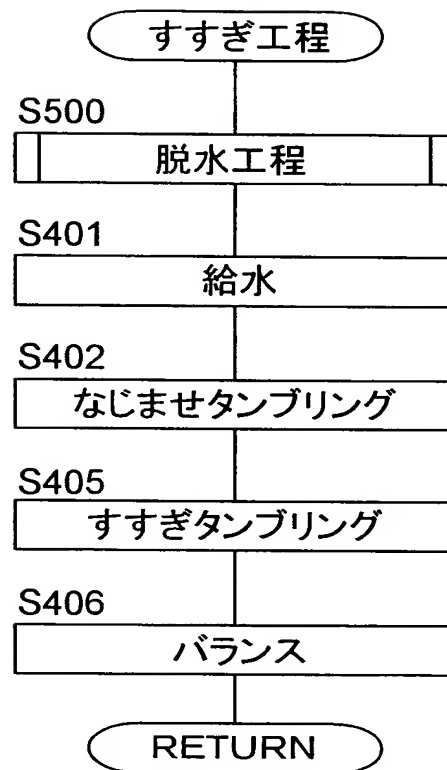 すすぎ工程
S500
脱水工程
S401
給水
S402
なじませタンブリング
S405
すすぎタンブリング
S406
バランス
RETURN